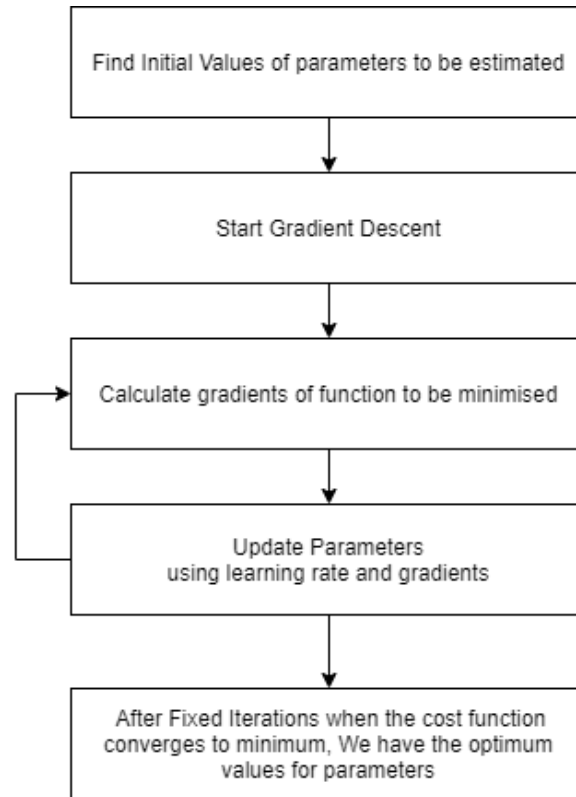 Find Initial Values of parameters to be estimated
Start Gradient Descent
Calculate gradients of function to be minimised
Update Parameters
using learning rate and gradients
After Fixed Iterations when the cost function
converges to minimum, We have the optimum
values for parameters